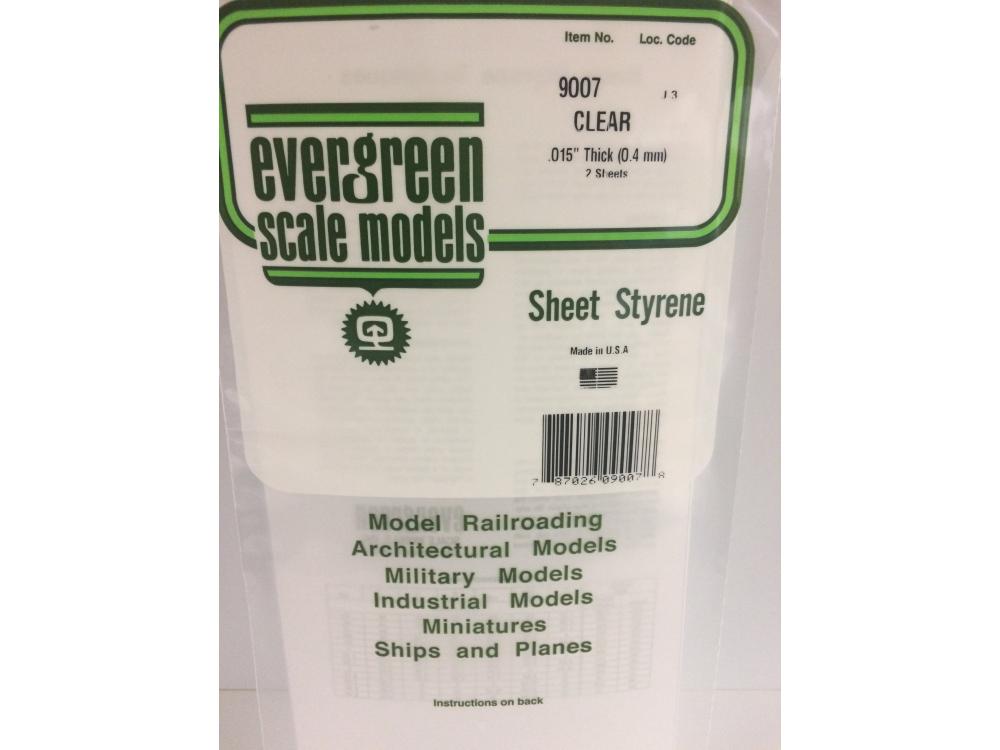 Item No. Loc. Code
9007 J 3
CLEAR
.015" Thick (0.4 mm)
2 Sheets
evergreen
scale models
Sheet Styrene
Made in U.S.A
7 87026 09007 8
Model Railroading
Architectural Models
Military Models
Industrial Models
Miniatures
Ships and Planes
Instructions on back